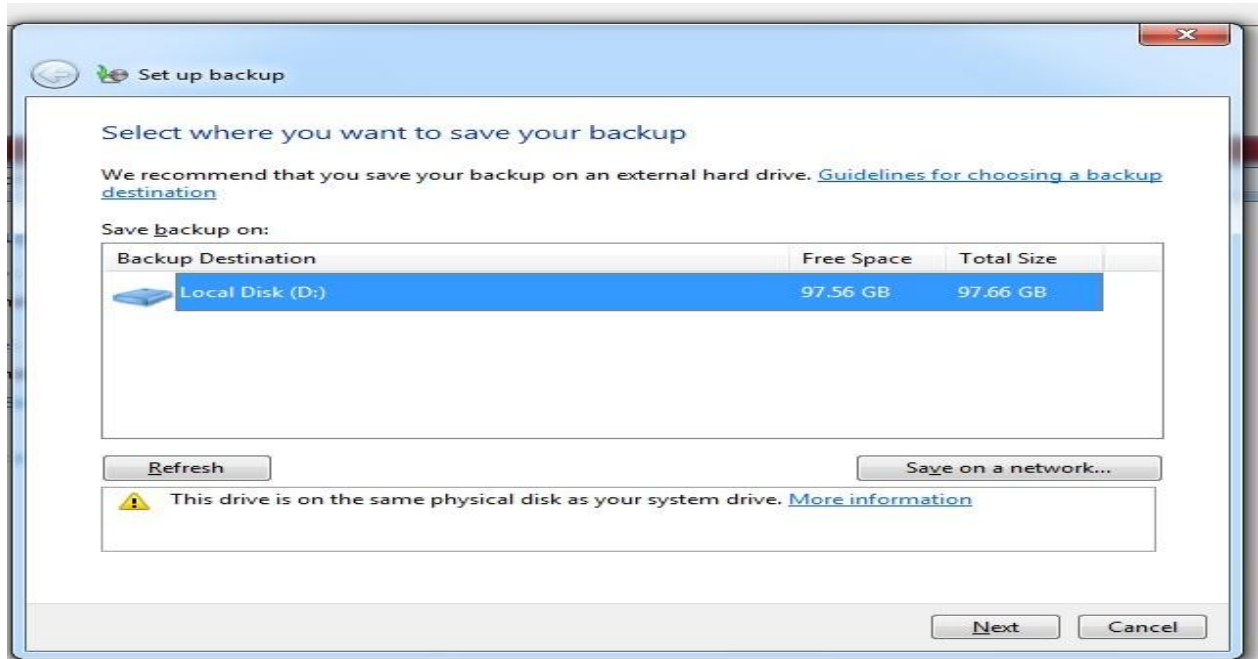 Set up backup
Select where you want to save your backup
We recommend that you save your backup on an external hard drive. Guidelines for choosing a backup
destination
Save backup on:
Backup Destination Free Space Total Size
Local Disk (D:) 97.56 GB 97.66 GB
Refresh Save on a network...
This drive is on the same physical disk as your system drive. More information
Next Cancel